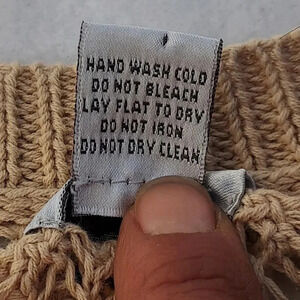 HAND WASH COLD
DO NOT BLEACH
LAY FLAT TO DRY
DO NOT IRON
DO NOT DRY CLEAN